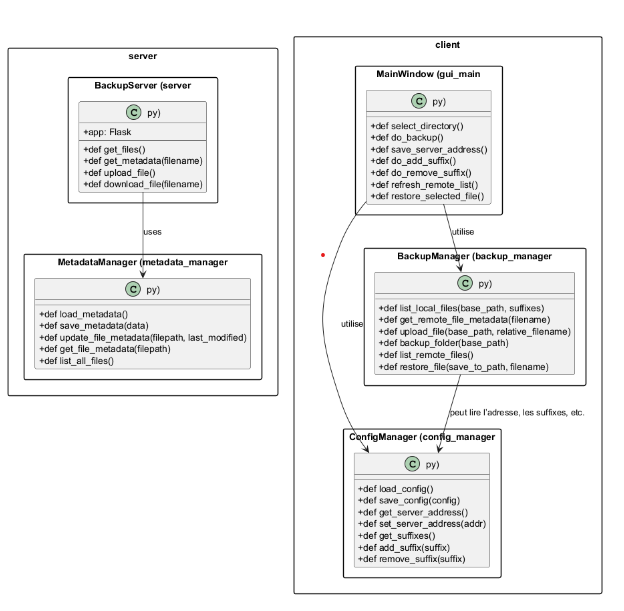 server
BackupServer (server
C py)
+app: Flask
+def get_files()
+def get_metadata(filename)
+def upload_file()
+def download_file(filename)
uses
MetadataManager (metadata_manager
C py)
+def load_metadata()
+def save_metadata(data)
+def update_file_metadata(filepath, last_modified)
+def get_file_metadata(filepath)
+def list_all_files()
client
MainWindow (gui_main
C py)
+def select_directory()
+def do_backup()
+def save_server_address()
+def do_add_suffix()
+def do_remove_suffix()
+def refresh_remote_list()
+def restore_selected_file()
utilise
BackupManager (backup_manager
C py)
+def list_local_files(base_path, suffixes)
+def get_remote_file_metadata(filename)
+def upload_file(base_path, relative_filename)
+def backup_folder(base_path)
+def list_remote_files()
+def restore_file(save_to_path, filename)
utilise
peut lire l'adresse, les suffixes, etc.
ConfigManager (config_manager
C py)
+def load_config()
+def save_config(config)
+def get_server_address()
+def set_server_address(addr)
+def get_suffixes()
+def add_suffix(suffix)
+def remove_suffix(suffix)